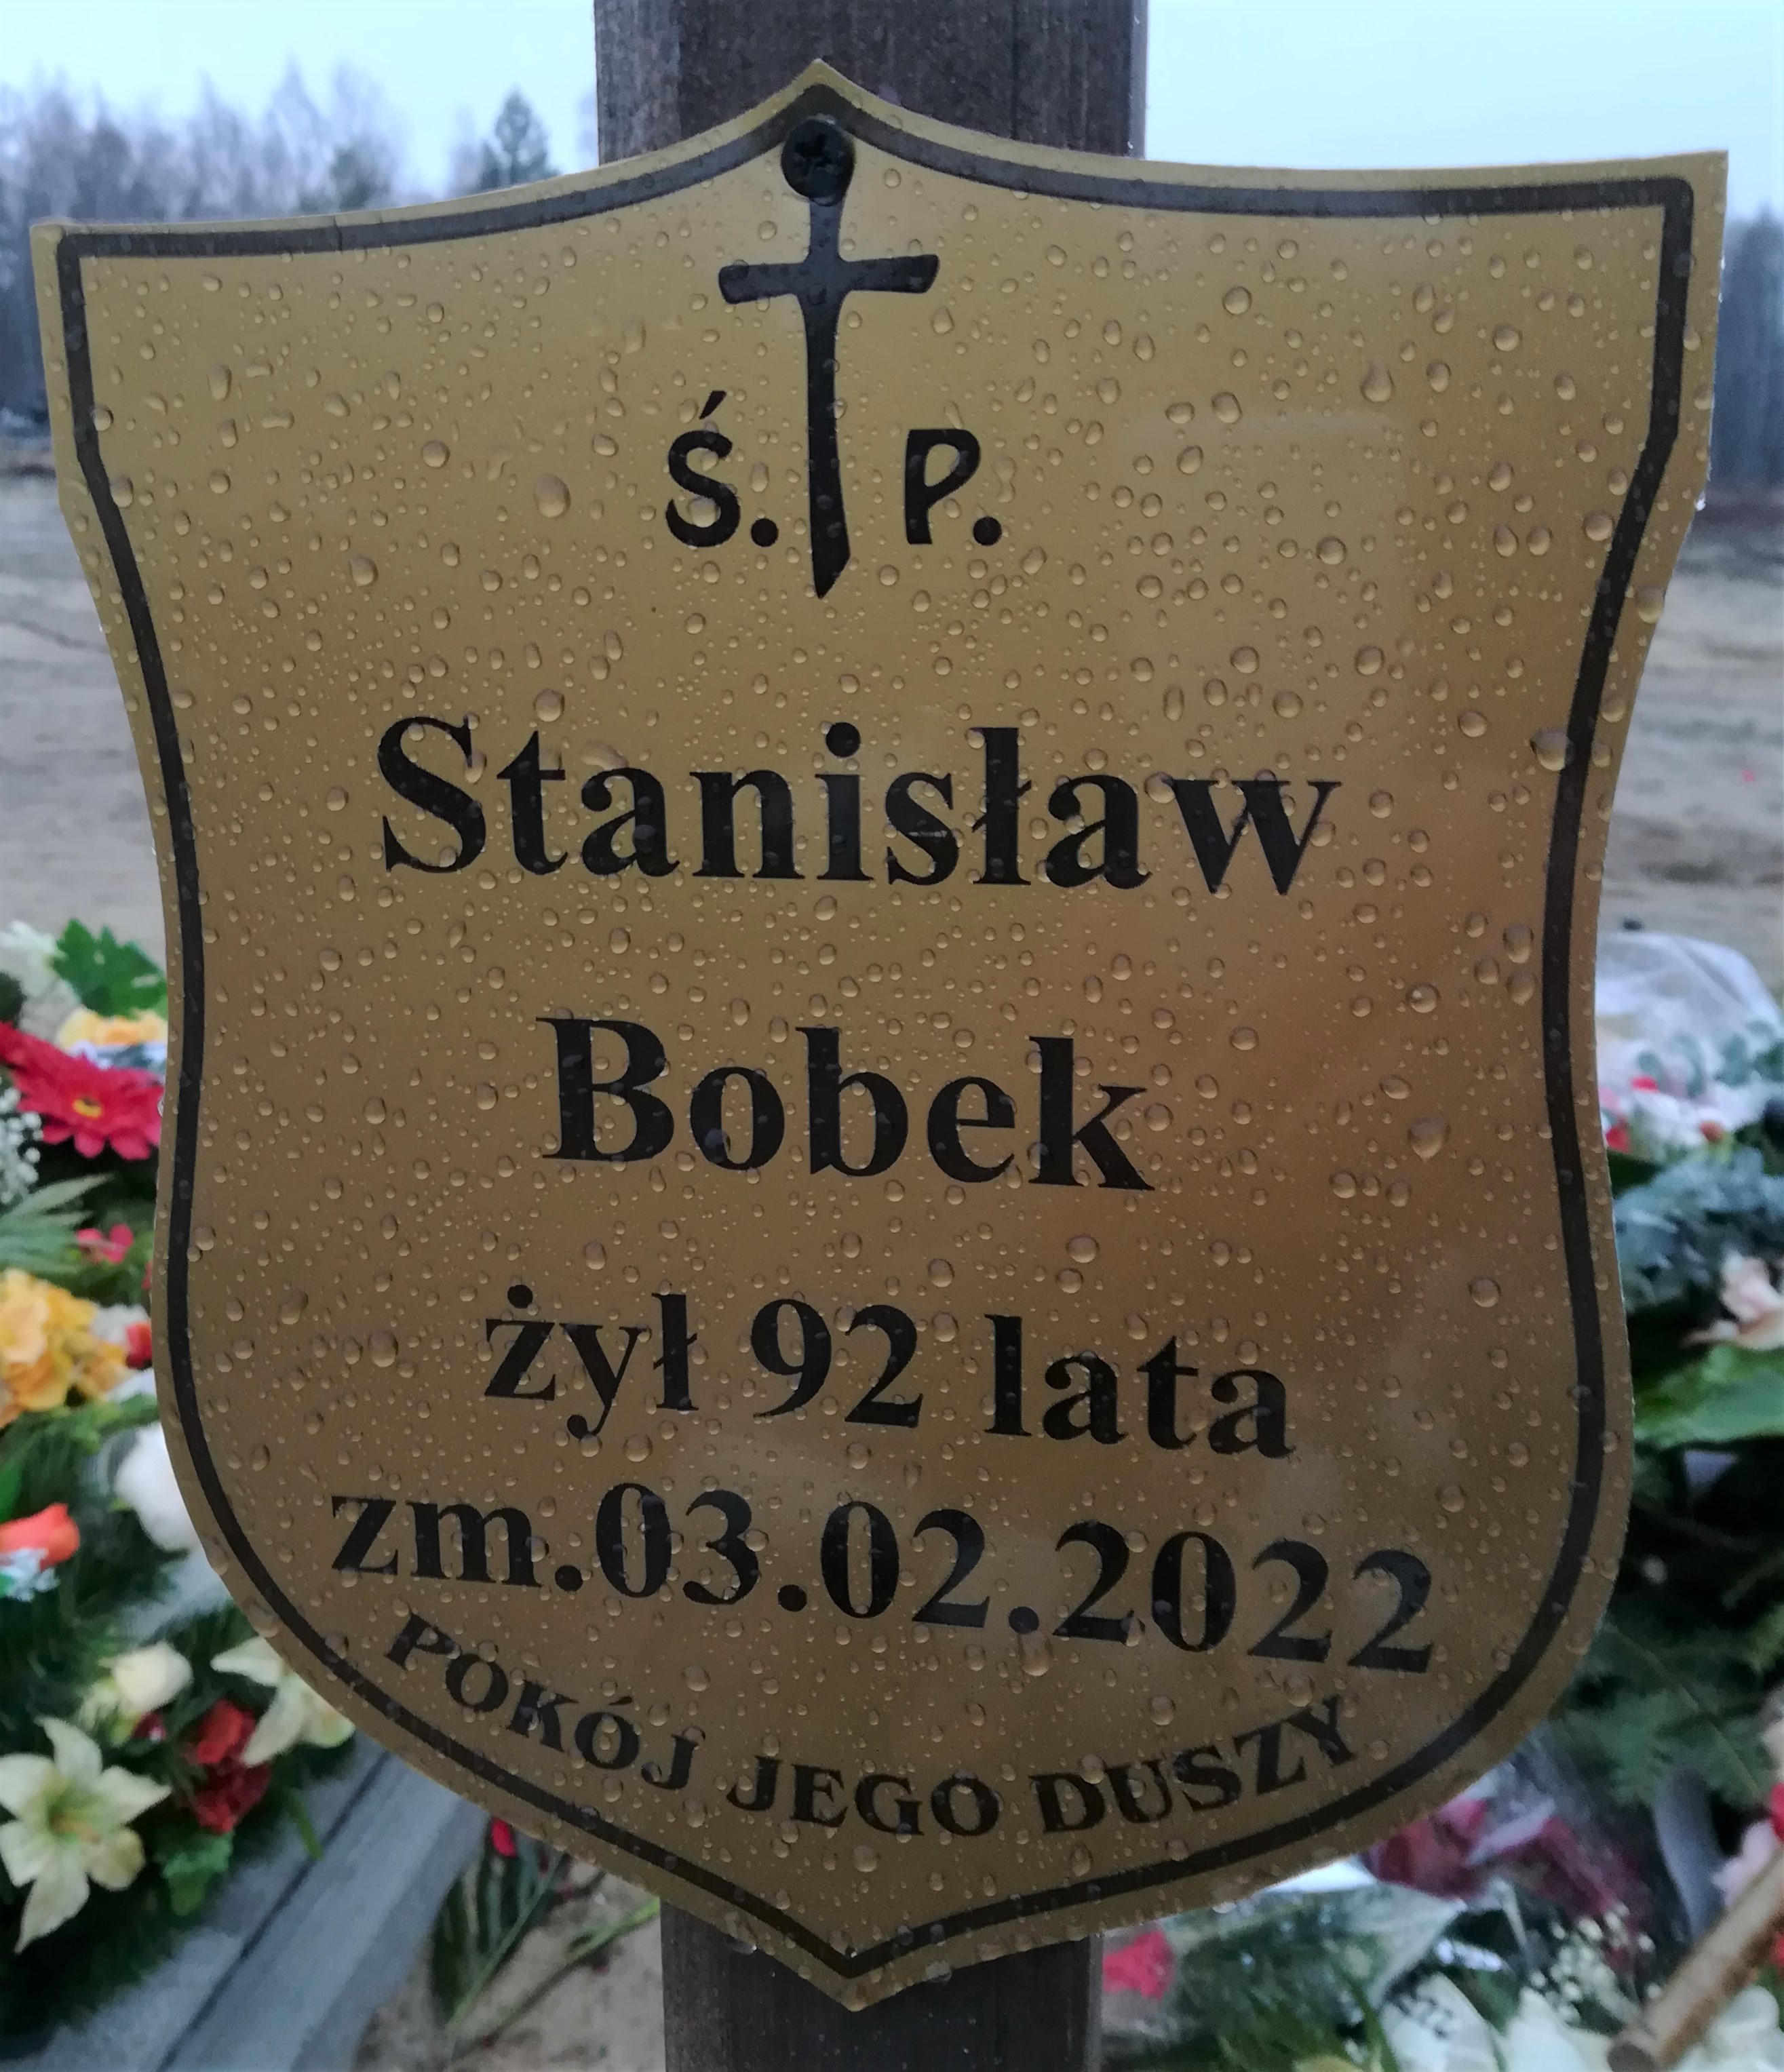 Ś. P.
Stanisław
Bobek
żył 92 lata
zm.03.02.2022
POKÓJ JEGO DUSZY